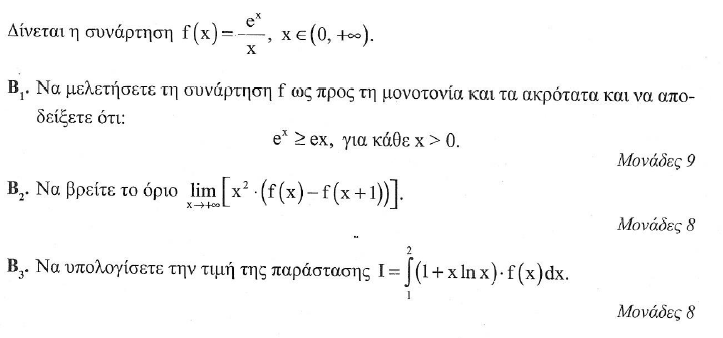 Δίνεται η συνάρτηση f(x) = e^x / x, x ∈ (0, +∞).
B₁. Να μελετήσετε τη συνάρτηση f ως προς τη μονοτονία και τα ακρότατα και να απο-
δείξετε ότι:
e^x ≥ ex, για κάθε x > 0.
Μονάδες 9
B₂. Να βρείτε το όριο lim_{x→+∞} [x² · (f(x) − f(x + 1))].
Μονάδες 8
B₃. Να υπολογίσετε την τιμή της παράστασης I = ∫₁² (1 + x ln x) · f(x) dx.
Μονάδες 8